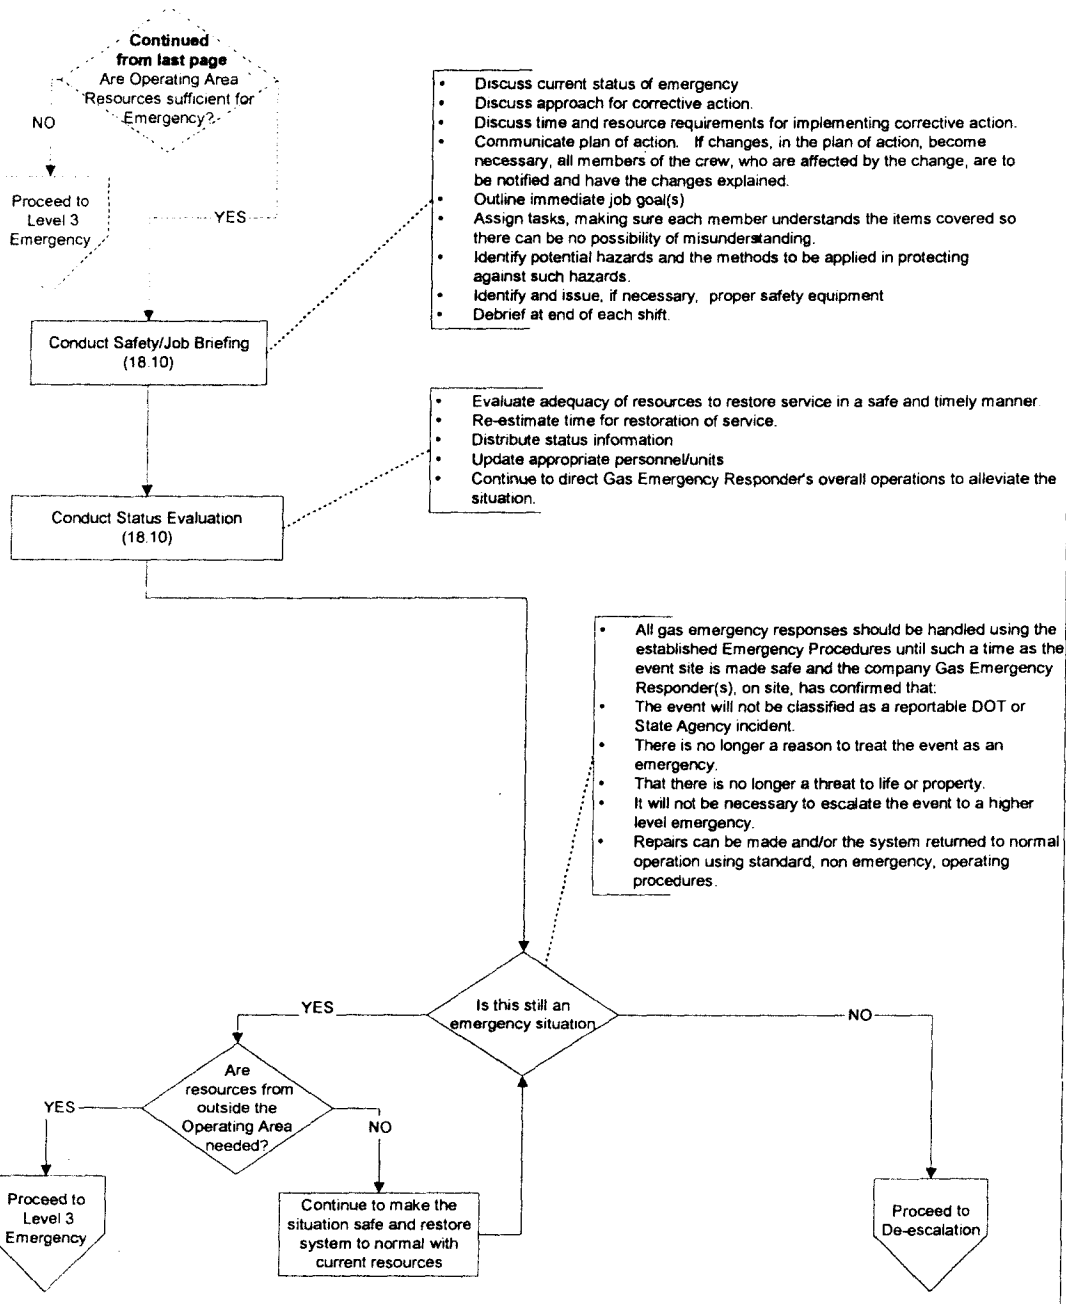 Continued
from last page
Are Operating Area
Resources sufficient for
Emergency?
NO
YES
Proceed to
Level 3
Emergency
• Discuss current status of emergency
• Discuss approach for corrective action.
• Discuss time and resource requirements for implementing corrective action.
• Communicate plan of action. If changes, in the plan of action, become
necessary, all members of the crew, who are affected by the change, are to
be notified and have the changes explained.
• Outline immediate job goal(s)
• Assign tasks, making sure each member understands the items covered so
there can be no possibility of misunderstanding.
• Identify potential hazards and the methods to be applied in protecting
against such hazards.
• Identify and issue, if necessary, proper safety equipment
• Debrief at end of each shift.
Conduct Safety/Job Briefing
(18.10)
• Evaluate adequacy of resources to restore service in a safe and timely manner.
• Re-estimate time for restoration of service.
• Distribute status information
• Update appropriate personnel/units
• Continue to direct Gas Emergency Responder's overall operations to alleviate the
situation.
Conduct Status Evaluation
(18.10)
• All gas emergency responses should be handled using the
established Emergency Procedures until such a time as the
event site is made safe and the company Gas Emergency
Responder(s), on site, has confirmed that:
• The event will not be classified as a reportable DOT or
State Agency incident.
• There is no longer a reason to treat the event as an
emergency.
• That there is no longer a threat to life or property.
• It will not be necessary to escalate the event to a higher
level emergency.
• Repairs can be made and/or the system returned to normal
operation using standard, non emergency, operating
procedures.
Is this still an
emergency situation
YES
NO
Are
resources from
outside the
Operating Area
needed?
YES
NO
Proceed to
Level 3
Emergency
Continue to make the
situation safe and restore
system to normal with
current resources
Proceed to
De-escalation